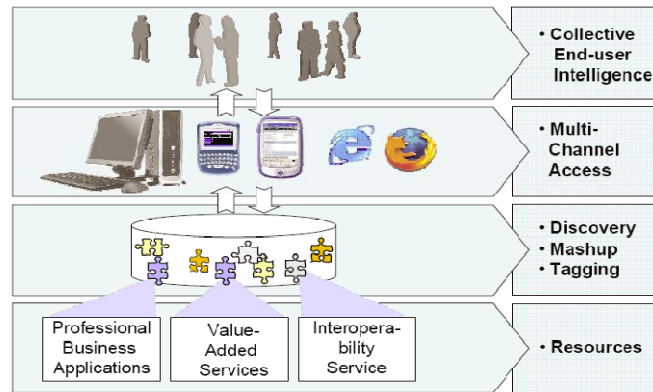 • Collective
End-user
Intelligence
• Multi-
Channel
Access
• Discovery
• Mashup
• Tagging
Professional
Business
Applications
Value-
Added
Services
Interopera-
bility
Service
• Resources